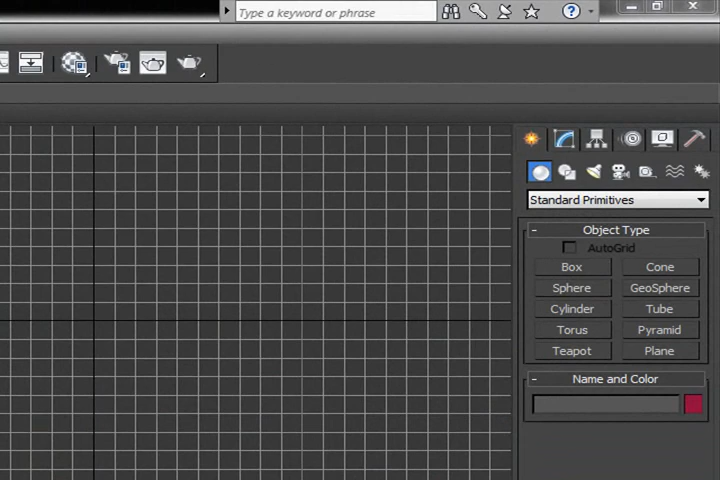 Type a keyword or phrase
?
Standard Primitives
- Object Type
AutoGrid
Box Cone
Sphere GeoSphere
Cylinder Tube
Torus Pyramid
Teapot Plane
- Name and Color